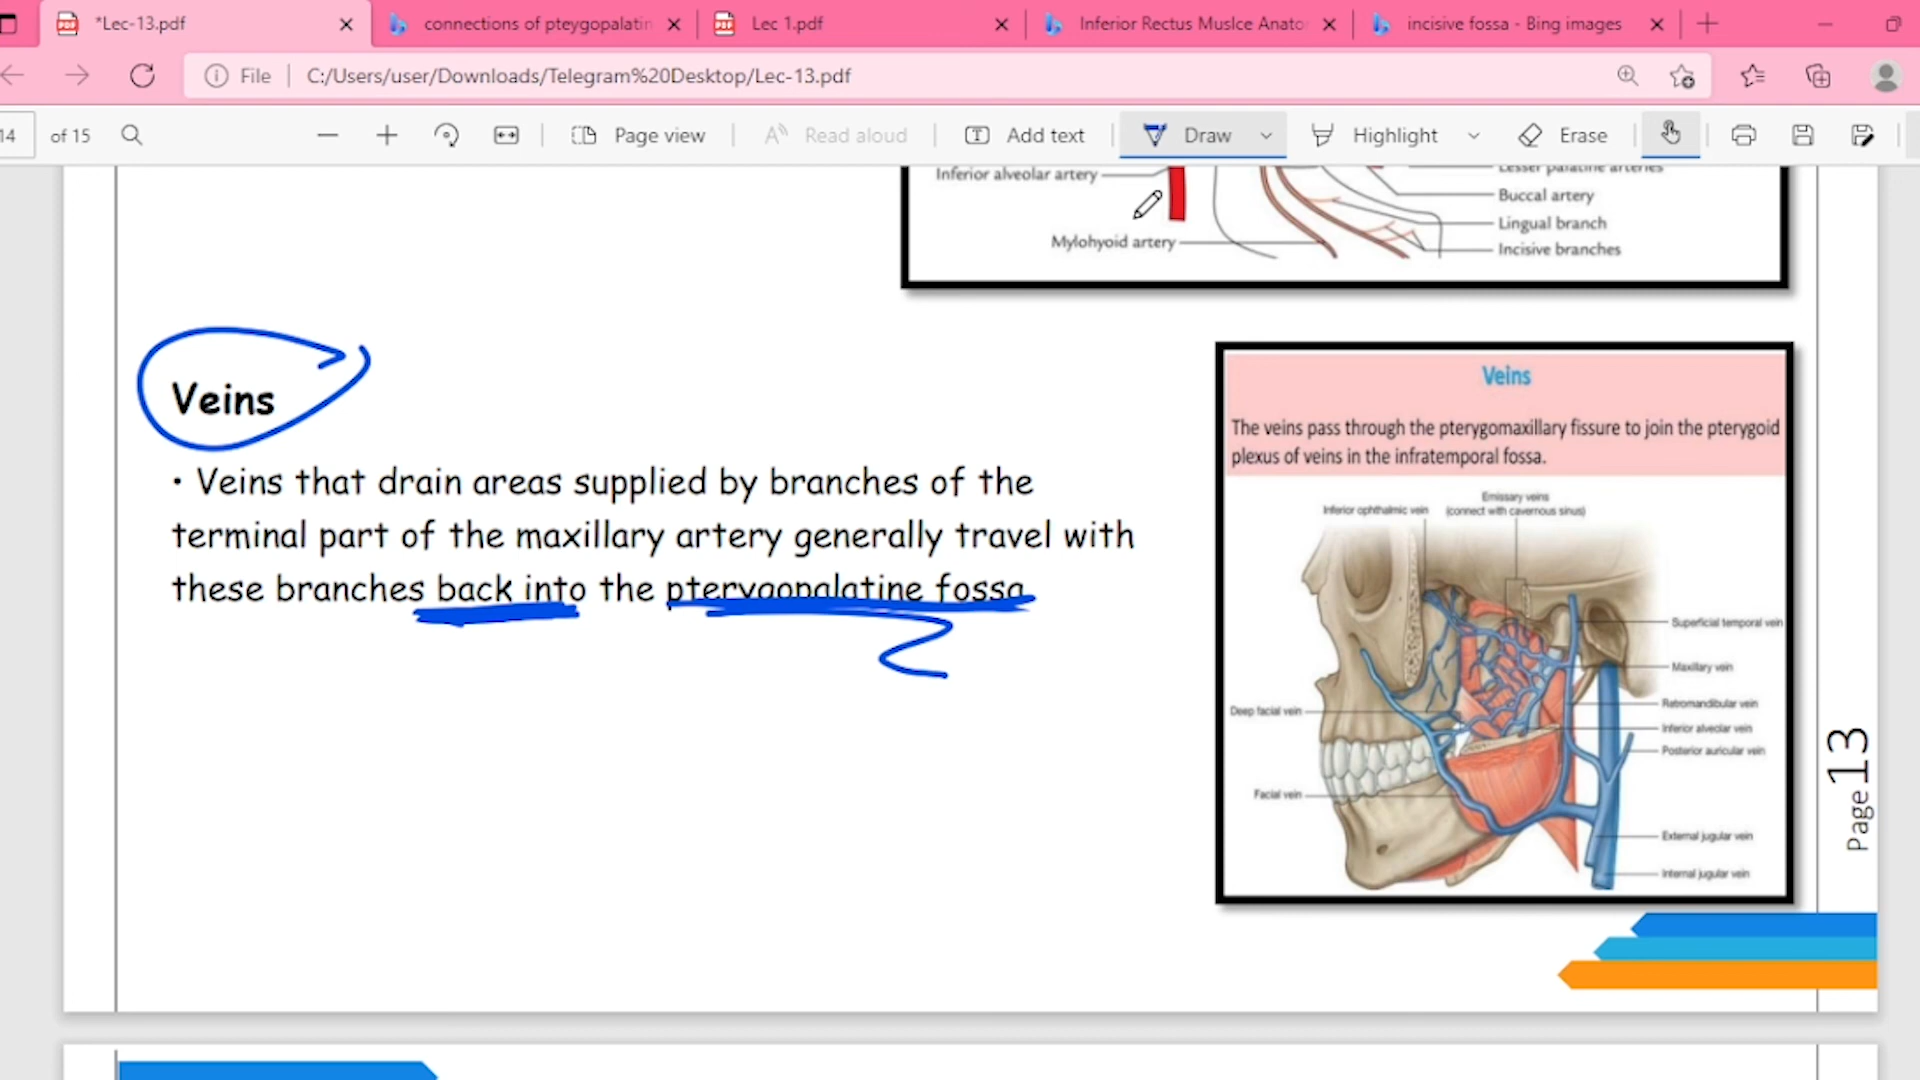 *Lec-13.pdf
connections of pteygopalatin
Lec 1.pdf
Inferior Rectus Muslce Anato
incisive fossa - Bing images
File
C:/Users/user/Downloads/Telegram%20Desktop/Lec-13.pdf
14 of 15
Page view
Read aloud
Add text
Draw
Highlight
Erase
Inferior alveolar artery
Mylohyoid artery
Lesser palatine arteries
Buccal artery
Lingual branch
Incisive branches
Veins
• Veins that drain areas supplied by branches of the
terminal part of the maxillary artery generally travel with
these branches back into the pterygopalatine fossa
Veins
The veins pass through the pterygomaxillary fissure to join the pterygoid
plexus of veins in the infratemporal fossa.
Inferior ophthalmic vein
Emissary veins
(connect with cavernous sinus)
Superficial temporal vein
Maxillary vein
Retromandibular vein
Inferior alveolar vein
Posterior auricular vein
External jugular vein
Internal jugular vein
Deep facial vein
Facial vein
Page 13